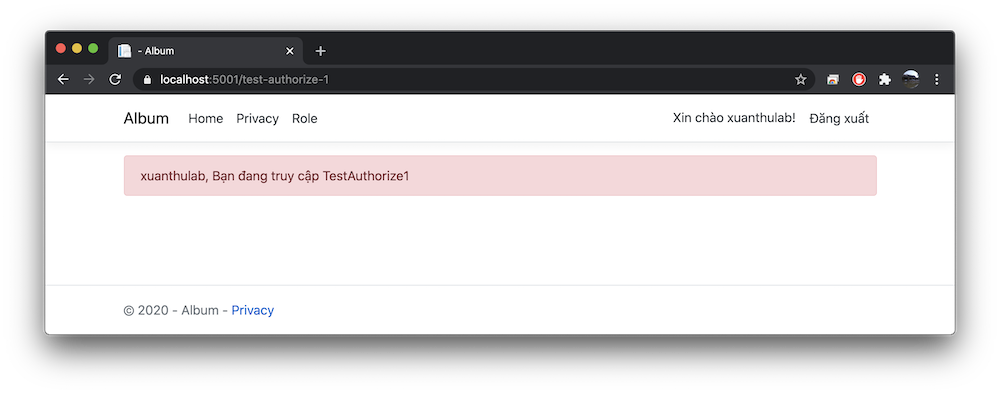 - Album
localhost:5001/test-authorize-1
Album Home Privacy Role Xin chào xuanthulab! Đăng xuất
xuanthulab, Bạn đang truy cập TestAuthorize1
© 2020 - Album - Privacy